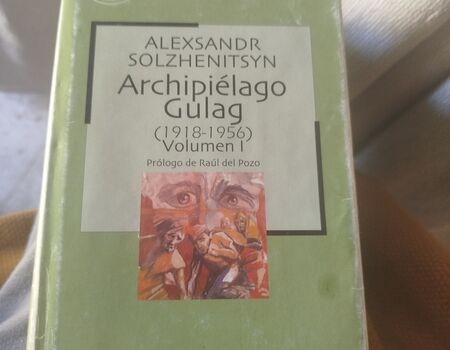 ALEXSANDR
SOLZHENITSYN
Archipiélago
Gulag
(1918-1956)
Volumen I
Prólogo de Raúl del Pozo